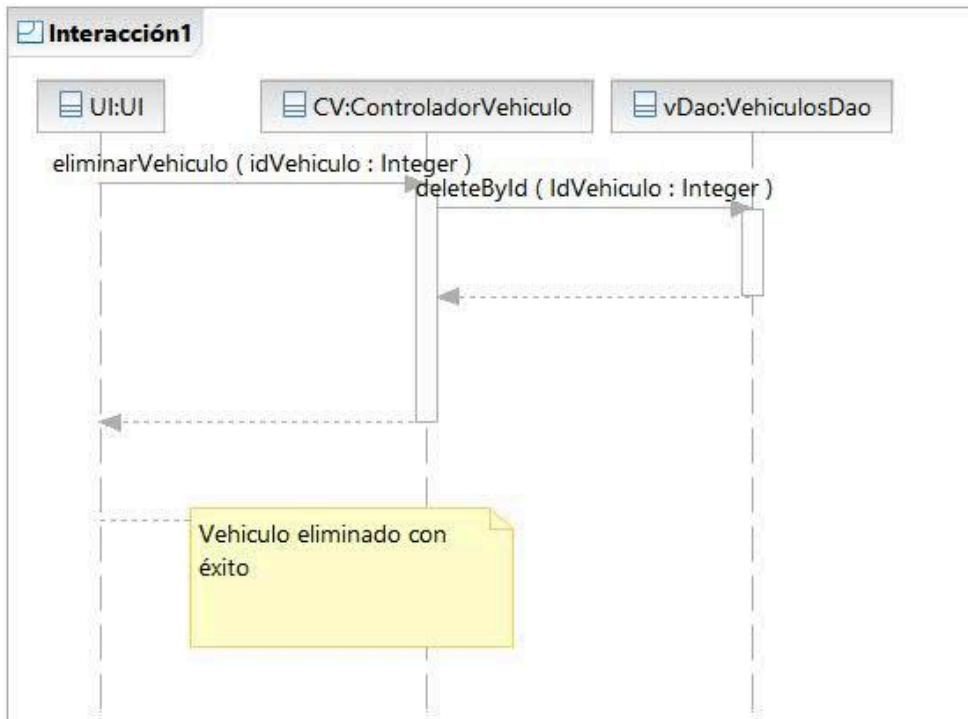 Interacción1
UI:UI
CV:ControladorVehiculo
vDao:VehiculosDao
eliminarVehiculo ( idVehiculo : Integer )
deleteById ( IdVehiculo : Integer )
Vehiculo eliminado con
éxito